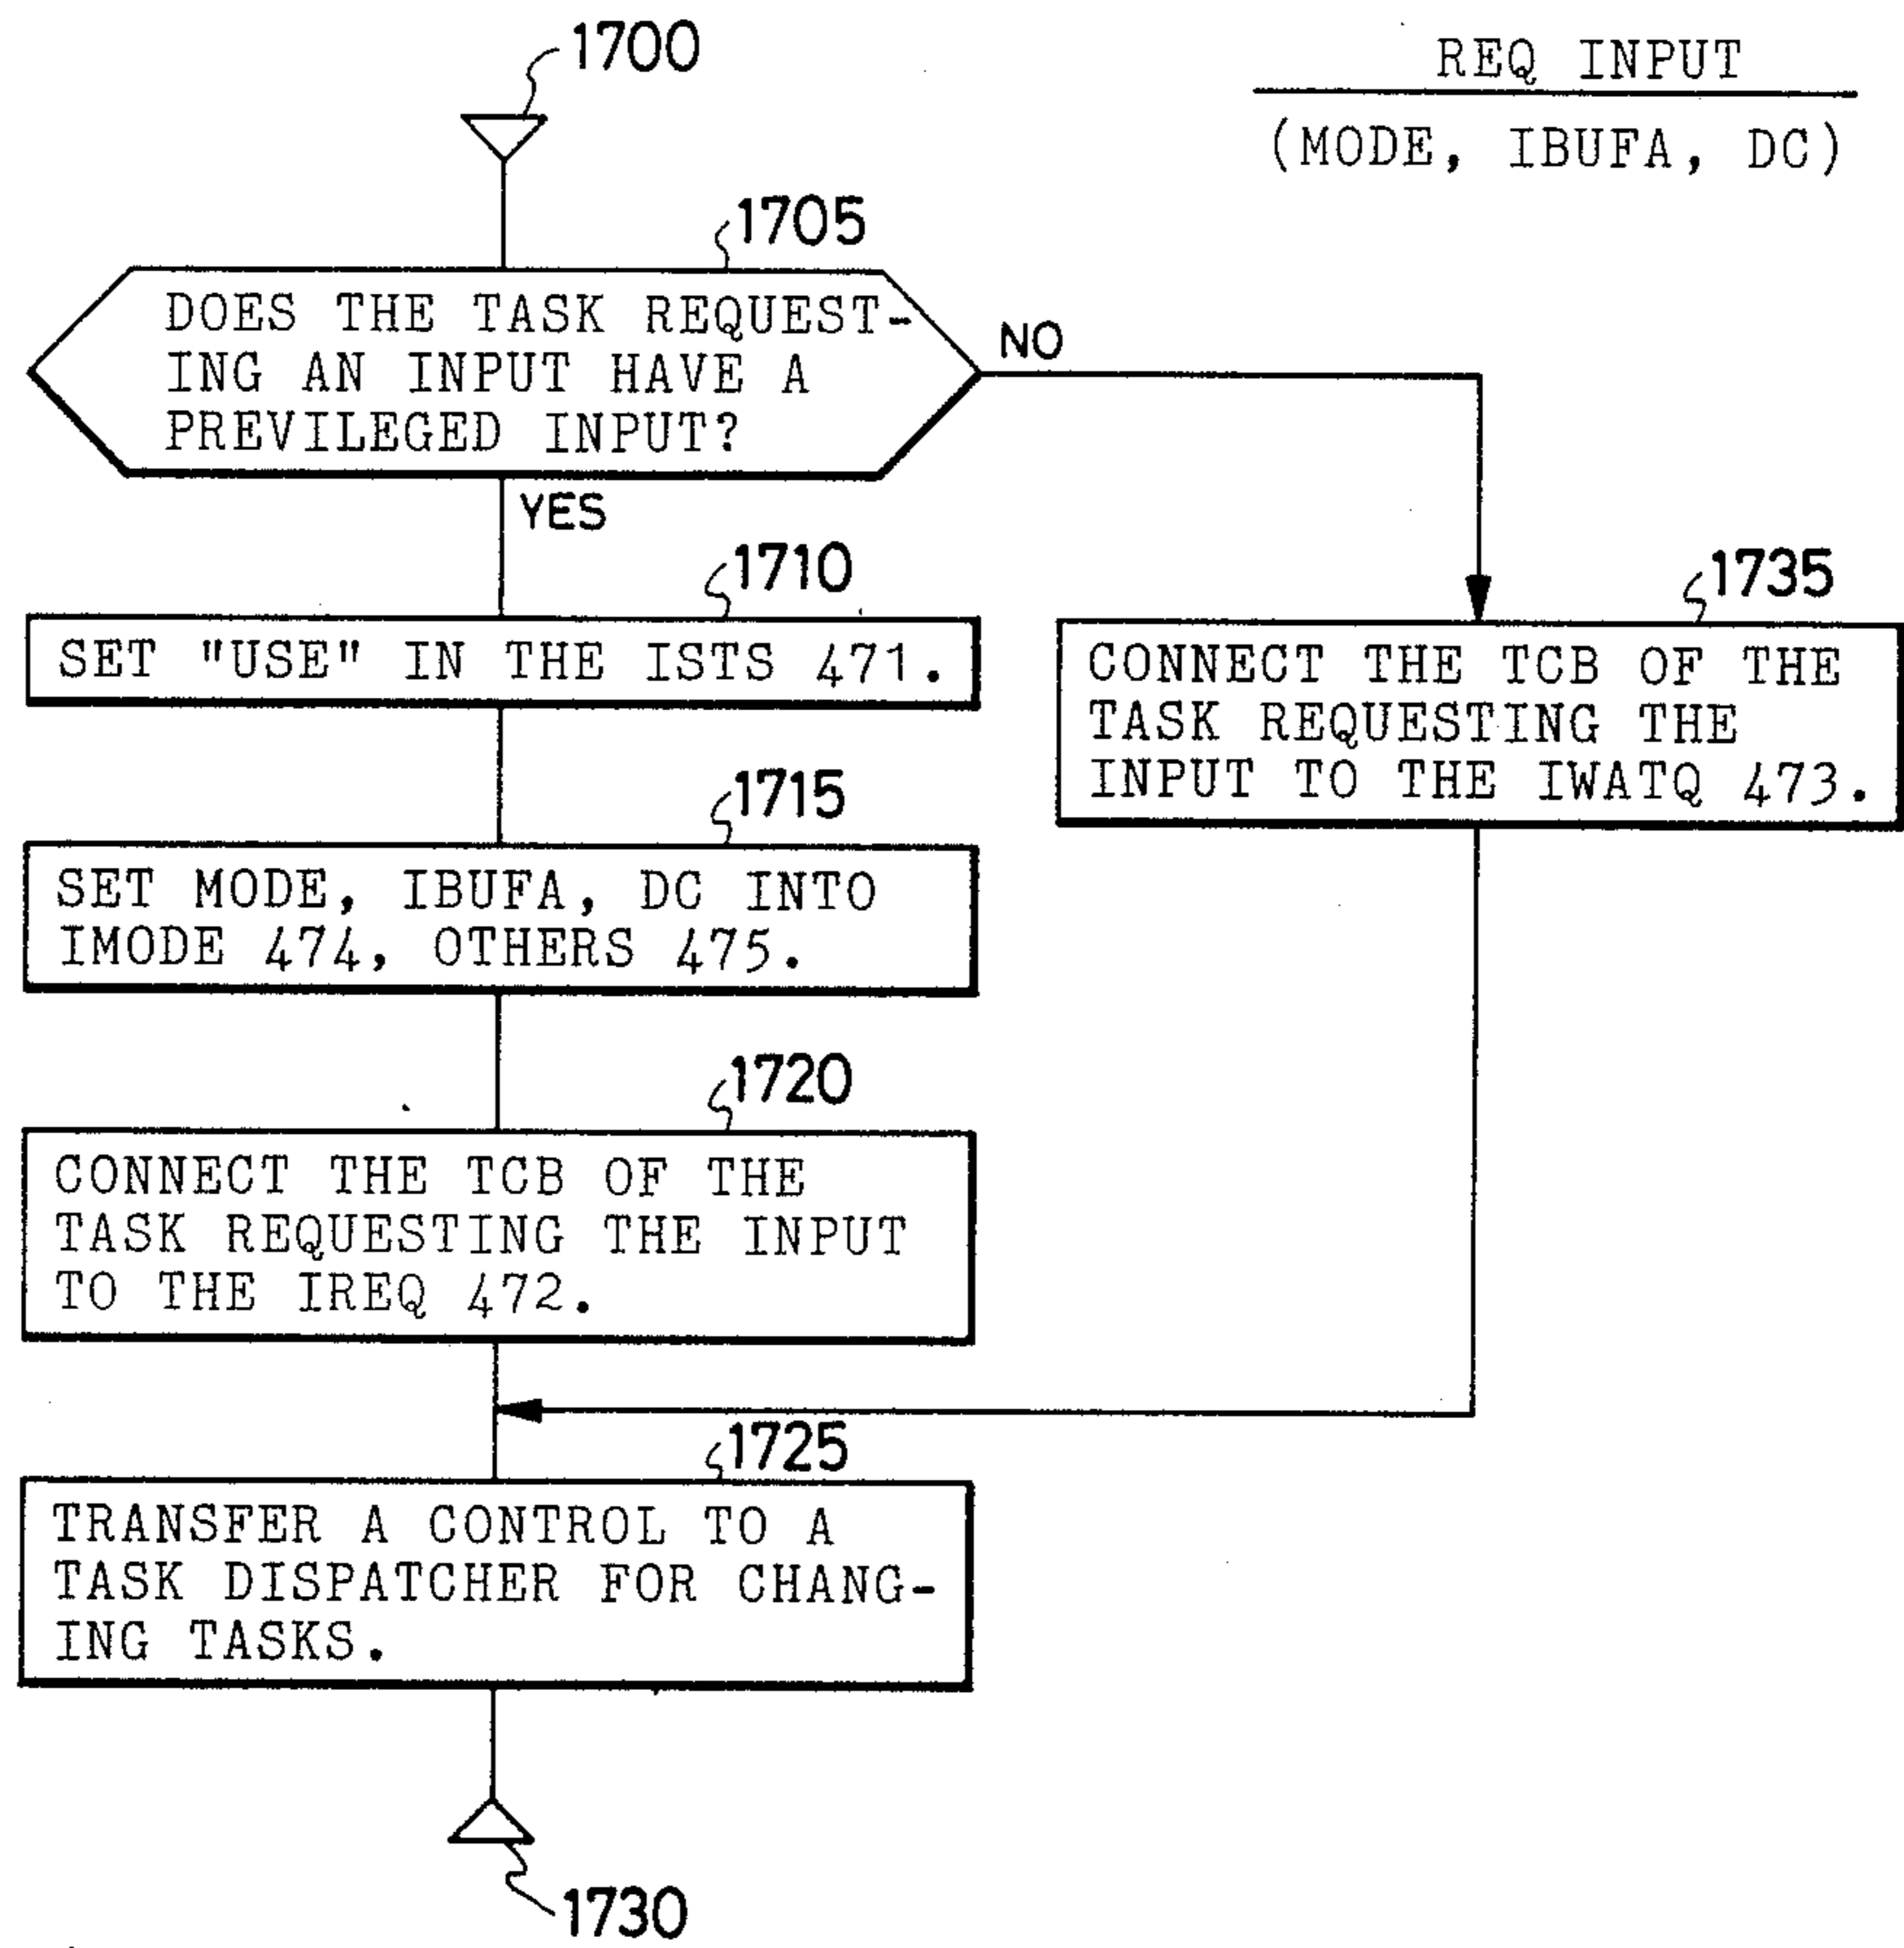 1700
REQ INPUT
(MODE, IBUFA, DC)
1705
DOES THE TASK REQUEST-
ING AN INPUT HAVE A
PREVILEGED INPUT?
NO
YES
1710
SET "USE" IN THE ISTS 471.
1735
CONNECT THE TCB OF THE
TASK REQUESTING THE
INPUT TO THE IWATQ 473.
1715
SET MODE, IBUFA, DC INTO
IMODE 474, OTHERS 475.
1720
CONNECT THE TCB OF THE
TASK REQUESTING THE INPUT
TO THE IREQ 472.
1725
TRANSFER A CONTROL TO A
TASK DISPATCHER FOR CHANG-
ING TASKS.
1730